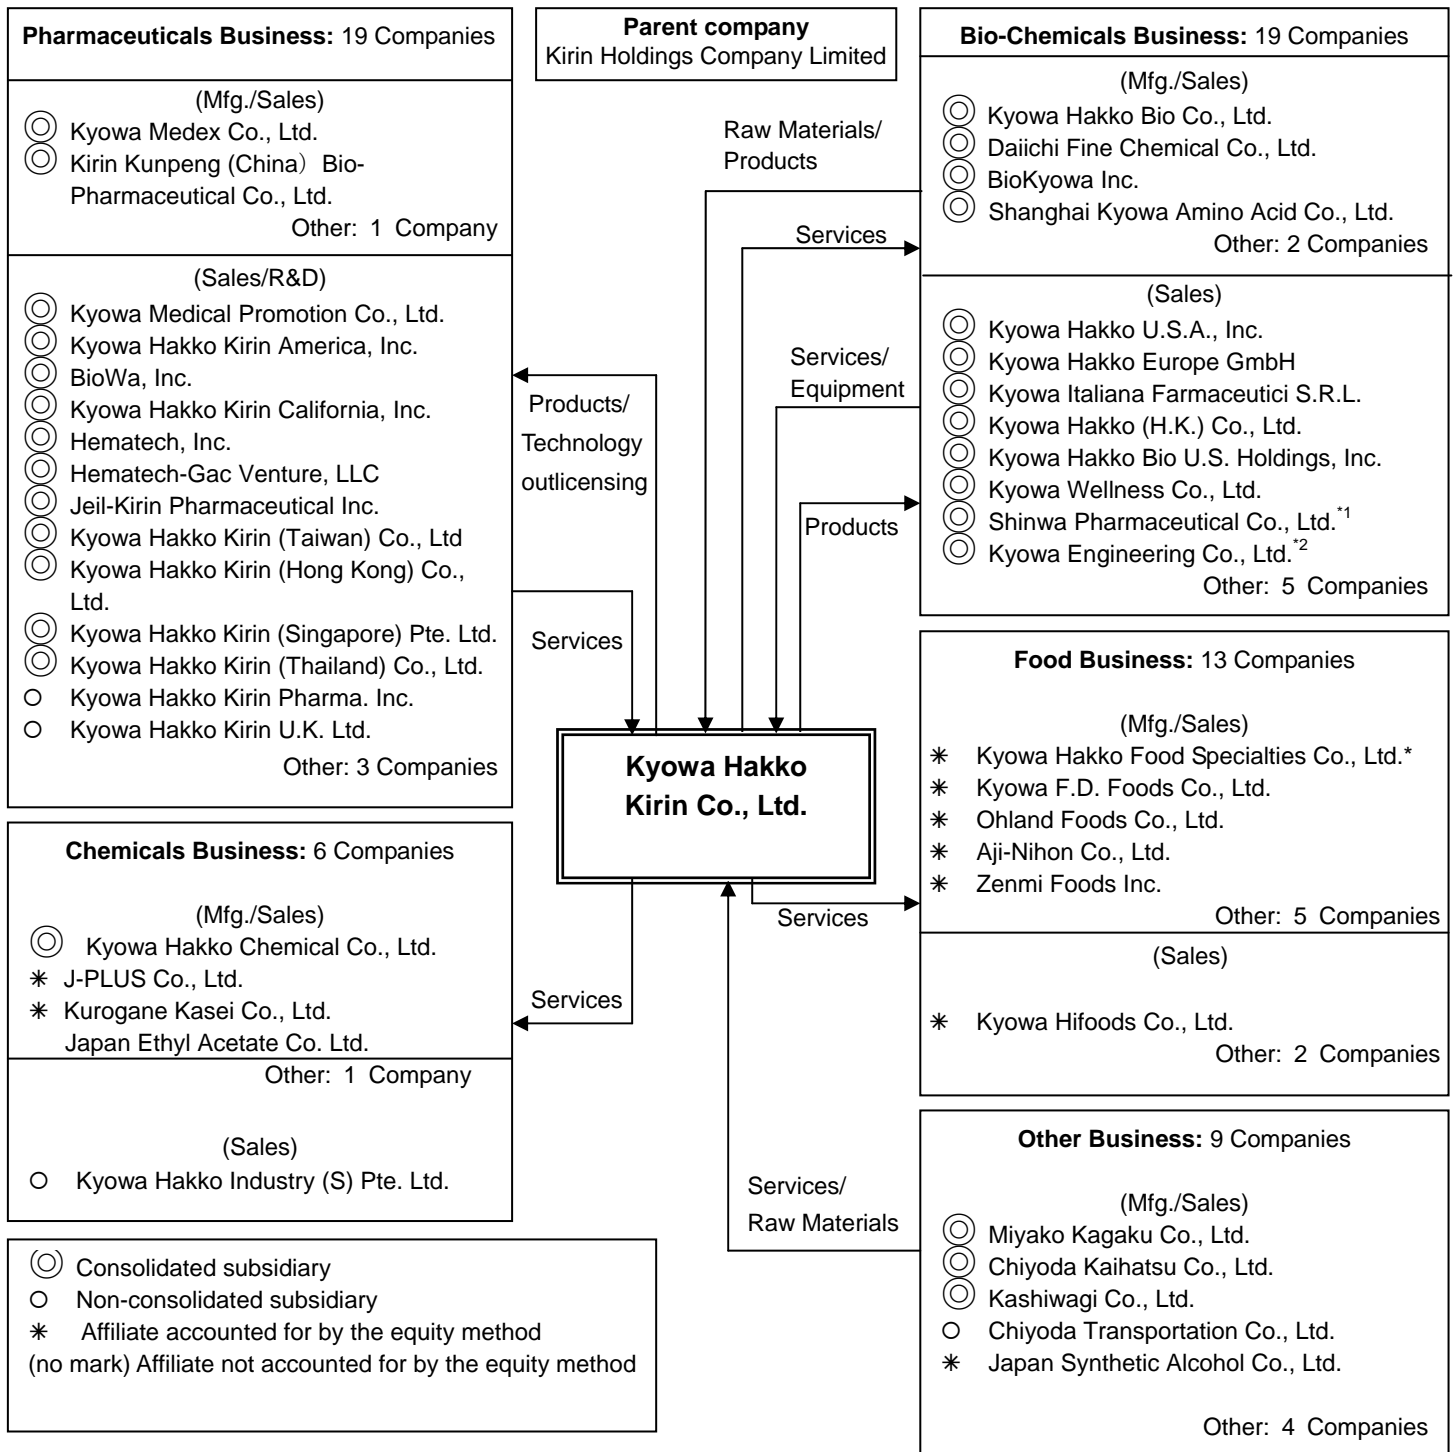 Pharmaceuticals Business: 19 Companies
(Mfg./Sales)
◎ Kyowa Medex Co., Ltd.
◎ Kirin Kunpeng (China） Bio-
Pharmaceutical Co., Ltd.
Other: 1 Company
(Sales/R&D)
◎ Kyowa Medical Promotion Co., Ltd.
◎ Kyowa Hakko Kirin America, Inc.
◎ BioWa, Inc.
◎ Kyowa Hakko Kirin California, Inc.
◎ Hematech, Inc.
◎ Hematech-Gac Venture, LLC
◎ Jeil-Kirin Pharmaceutical Inc.
◎ Kyowa Hakko Kirin (Taiwan) Co., Ltd
◎ Kyowa Hakko Kirin (Hong Kong) Co.,
Ltd.
◎ Kyowa Hakko Kirin (Singapore) Pte. Ltd.
◎ Kyowa Hakko Kirin (Thailand) Co., Ltd.
○ Kyowa Hakko Kirin Pharma. Inc.
○ Kyowa Hakko Kirin U.K. Ltd.
Other: 3 Companies
Chemicals Business: 6 Companies
(Mfg./Sales)
◎ Kyowa Hakko Chemical Co., Ltd.
✳ J-PLUS Co., Ltd.
✳ Kurogane Kasei Co., Ltd.
Japan Ethyl Acetate Co. Ltd.
Other: 1 Company
(Sales)
○ Kyowa Hakko Industry (S) Pte. Ltd.
◎ Consolidated subsidiary
○ Non-consolidated subsidiary
✳ Affiliate accounted for by the equity method
(no mark) Affiliate not accounted for by the equity method
Parent company
Kirin Holdings Company Limited
Raw Materials/
Products
Services
Services/
Equipment
Products/
Technology
outlicensing
Products
Services
Kyowa Hakko
Kirin Co., Ltd.
Services
Services
Services/
Raw Materials
Bio-Chemicals Business: 19 Companies
(Mfg./Sales)
◎ Kyowa Hakko Bio Co., Ltd.
◎ Daiichi Fine Chemical Co., Ltd.
◎ BioKyowa Inc.
◎ Shanghai Kyowa Amino Acid Co., Ltd.
Other: 2 Companies
(Sales)
◎ Kyowa Hakko U.S.A., Inc.
◎ Kyowa Hakko Europe GmbH
◎ Kyowa Italiana Farmaceutici S.R.L.
◎ Kyowa Hakko (H.K.) Co., Ltd.
◎ Kyowa Hakko Bio U.S. Holdings, Inc.
◎ Kyowa Wellness Co., Ltd.
◎ Shinwa Pharmaceutical Co., Ltd.*1
◎ Kyowa Engineering Co., Ltd.*2
Other: 5 Companies
Food Business: 13 Companies
(Mfg./Sales)
✳ Kyowa Hakko Food Specialties Co., Ltd.*
✳ Kyowa F.D. Foods Co., Ltd.
✳ Ohland Foods Co., Ltd.
✳ Aji-Nihon Co., Ltd.
✳ Zenmi Foods Inc.
Other: 5 Companies
(Sales)
✳ Kyowa Hifoods Co., Ltd.
Other: 2 Companies
Other Business: 9 Companies
(Mfg./Sales)
◎ Miyako Kagaku Co., Ltd.
◎ Chiyoda Kaihatsu Co., Ltd.
◎ Kashiwagi Co., Ltd.
○ Chiyoda Transportation Co., Ltd.
✳ Japan Synthetic Alcohol Co., Ltd.
Other: 4 Companies